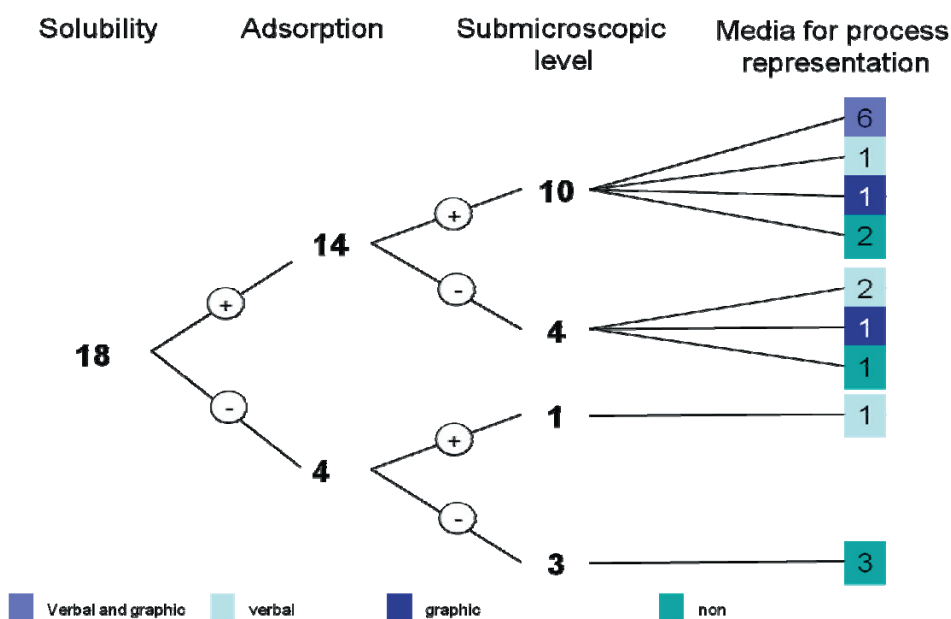 Solubility
Adsorption
Submicroscopic
level
Media for process
representation
6
1
10
1
+
14
2
+
-
2
18
4
1
1
-
+
1
1
4
-
3
3
Verbal and graphic
verbal
graphic
non